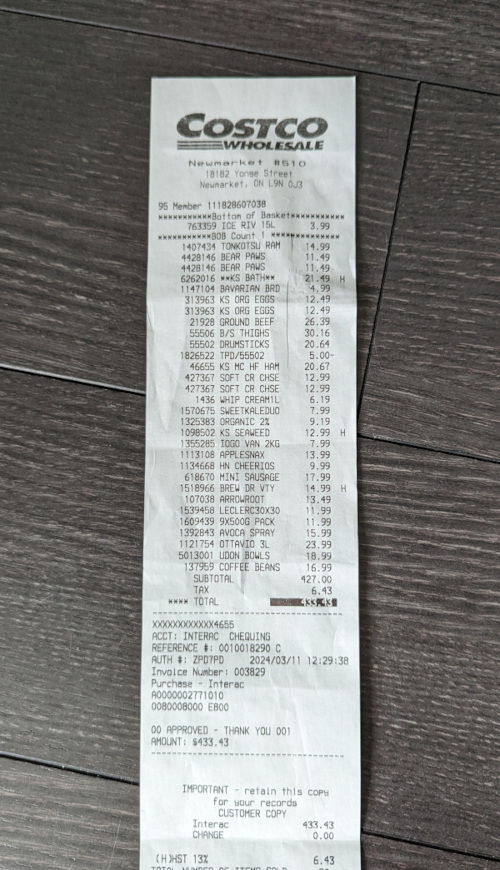 COSTCO
WHOLESALE
Newmarket #510
18182 Yonge Street
Newmarket, ON L9N 0J3
95 Member 111828607038
***********Bottom of Basket***********
763359 ICE RIV 15L 3.99
***********BOB Count 1 ***************
1407434 TONKOTSU RAM 14.99
4428146 BEAR PAWS 11.49
4428146 BEAR PAWS 11.49
6262016 **KS BATH** 21.49 H
1147104 BAVARIAN BRD 4.99
313963 KS ORG EGGS 12.49
313963 KS ORG EGGS 12.49
21928 GROUND BEEF 26.39
55506 B/S THIGHS 30.16
55502 DRUMSTICKS 20.64
1826522 TPD/55502 5.00-
46655 KS MC HF HAM 20.67
427367 SOFT CR CHSE 12.99
427367 SOFT CR CHSE 12.99
1436 WHIP CREAM1L 6.19
1570675 SWEETKALEDUO 7.99
1325383 ORGANIC 2% 9.19
1098502 KS SEAWEED 12.99 H
1355285 IOGO VAN 2KG 7.99
1113108 APPLESNAX 13.99
1134668 HN CHEERIOS 9.99
618670 MINI SAUSAGE 17.99
1518966 BREW DR VTY 14.99 H
107038 ARROWROOT 13.49
1539458 LECLERC30X30 11.99
1609439 9X500G PACK 11.99
1392843 AVOCA SPRAY 15.99
1121754 OTTAVIO 3L 23.99
5013001 UDON BOWLS 18.99
137959 COFFEE BEANS 16.99
SUBTOTAL 427.00
TAX 6.43
**** TOTAL 433.43
XXXXXXXXXXXX4655
ACCT: INTERAC CHEQUING
REFERENCE #: 0010018290 C
AUTH #: ZPD7PD 2024/03/11 12:29:38
Invoice Number: 003829
Purchase - Interac
A0000002771010
0080008000 E800
00 APPROVED - THANK YOU 001
AMOUNT: $433.43
IMPORTANT - retain this copy
for your records
CUSTOMER COPY
Interac 433.43
CHANGE 0.00
(H)HST 13% 6.43
TOTAL NUMBER OF ITEMS SOLD